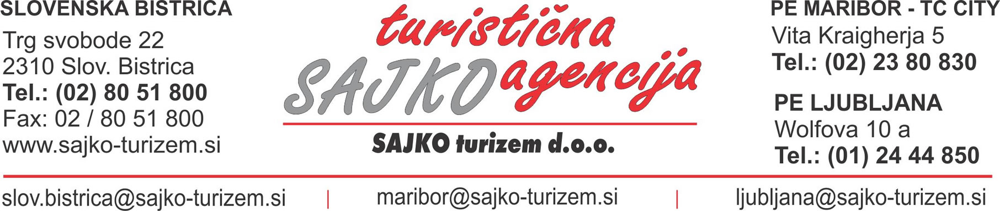 SLOVENSKA BISTRICA
Trg svobode 22
2310 Slov. Bistrica
Tel.: (02) 80 51 800
Fax: 02 / 80 51 800
www.sajko-turizem.si
turistična
SAJKO agencija
SAJKO turizem d.o.o.
PE MARIBOR - TC CITY
Vita Kraigherja 5
Tel.: (02) 23 80 830
PE LJUBLJANA
Wolfova 10 a
Tel.: (01) 24 44 850
slov.bistrica@sajko-turizem.si | maribor@sajko-turizem.si | ljubljana@sajko-turizem.si